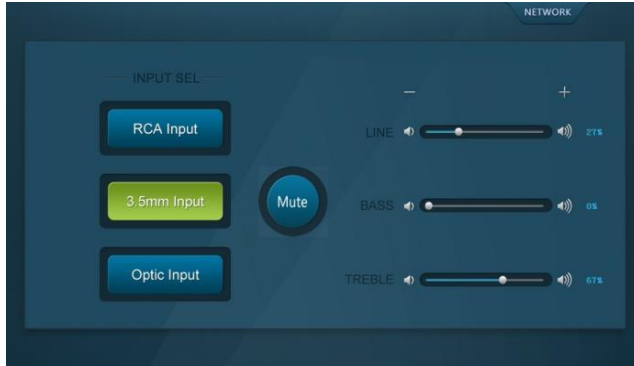 NETWORK
INPUT SEL
RCA Input
3.5mm Input
Optic Input
Mute
− +
LINE 27%
BASS 0%
TREBLE 67%